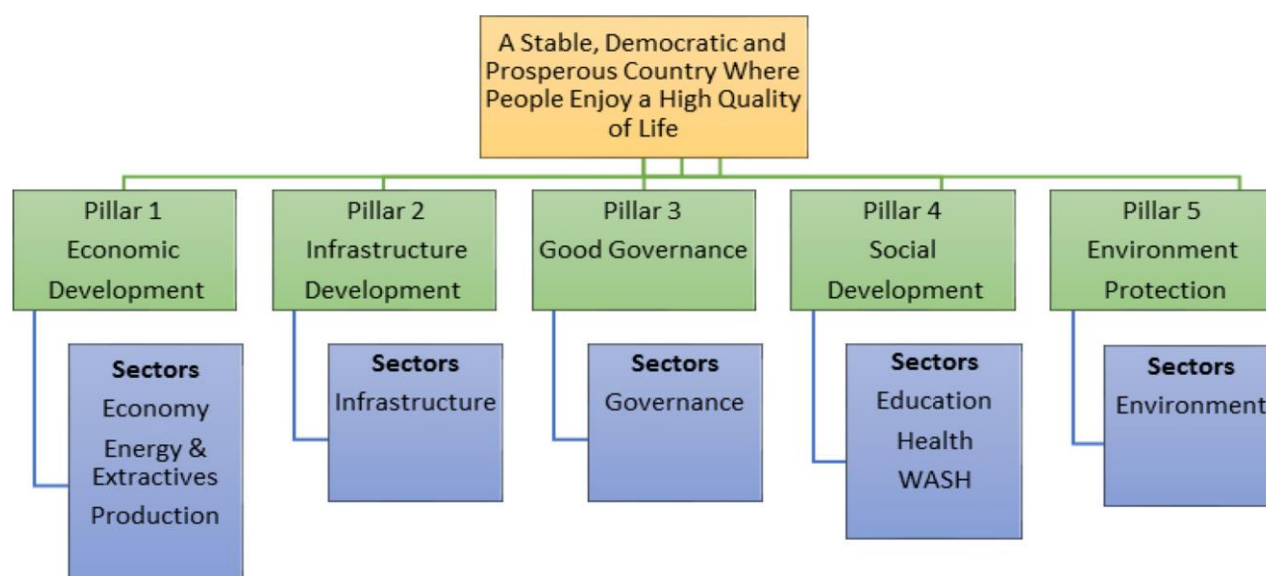 A Stable, Democratic and
Prosperous Country Where
People Enjoy a High Quality
of Life
Pillar 1
Economic
Development
Pillar 2
Infrastructure
Development
Pillar 3
Good Governance
Pillar 4
Social
Development
Pillar 5
Environment
Protection
Sectors
Economy
Energy &
Extractives
Production
Sectors
Infrastructure
Sectors
Governance
Sectors
Education
Health
WASH
Sectors
Environment